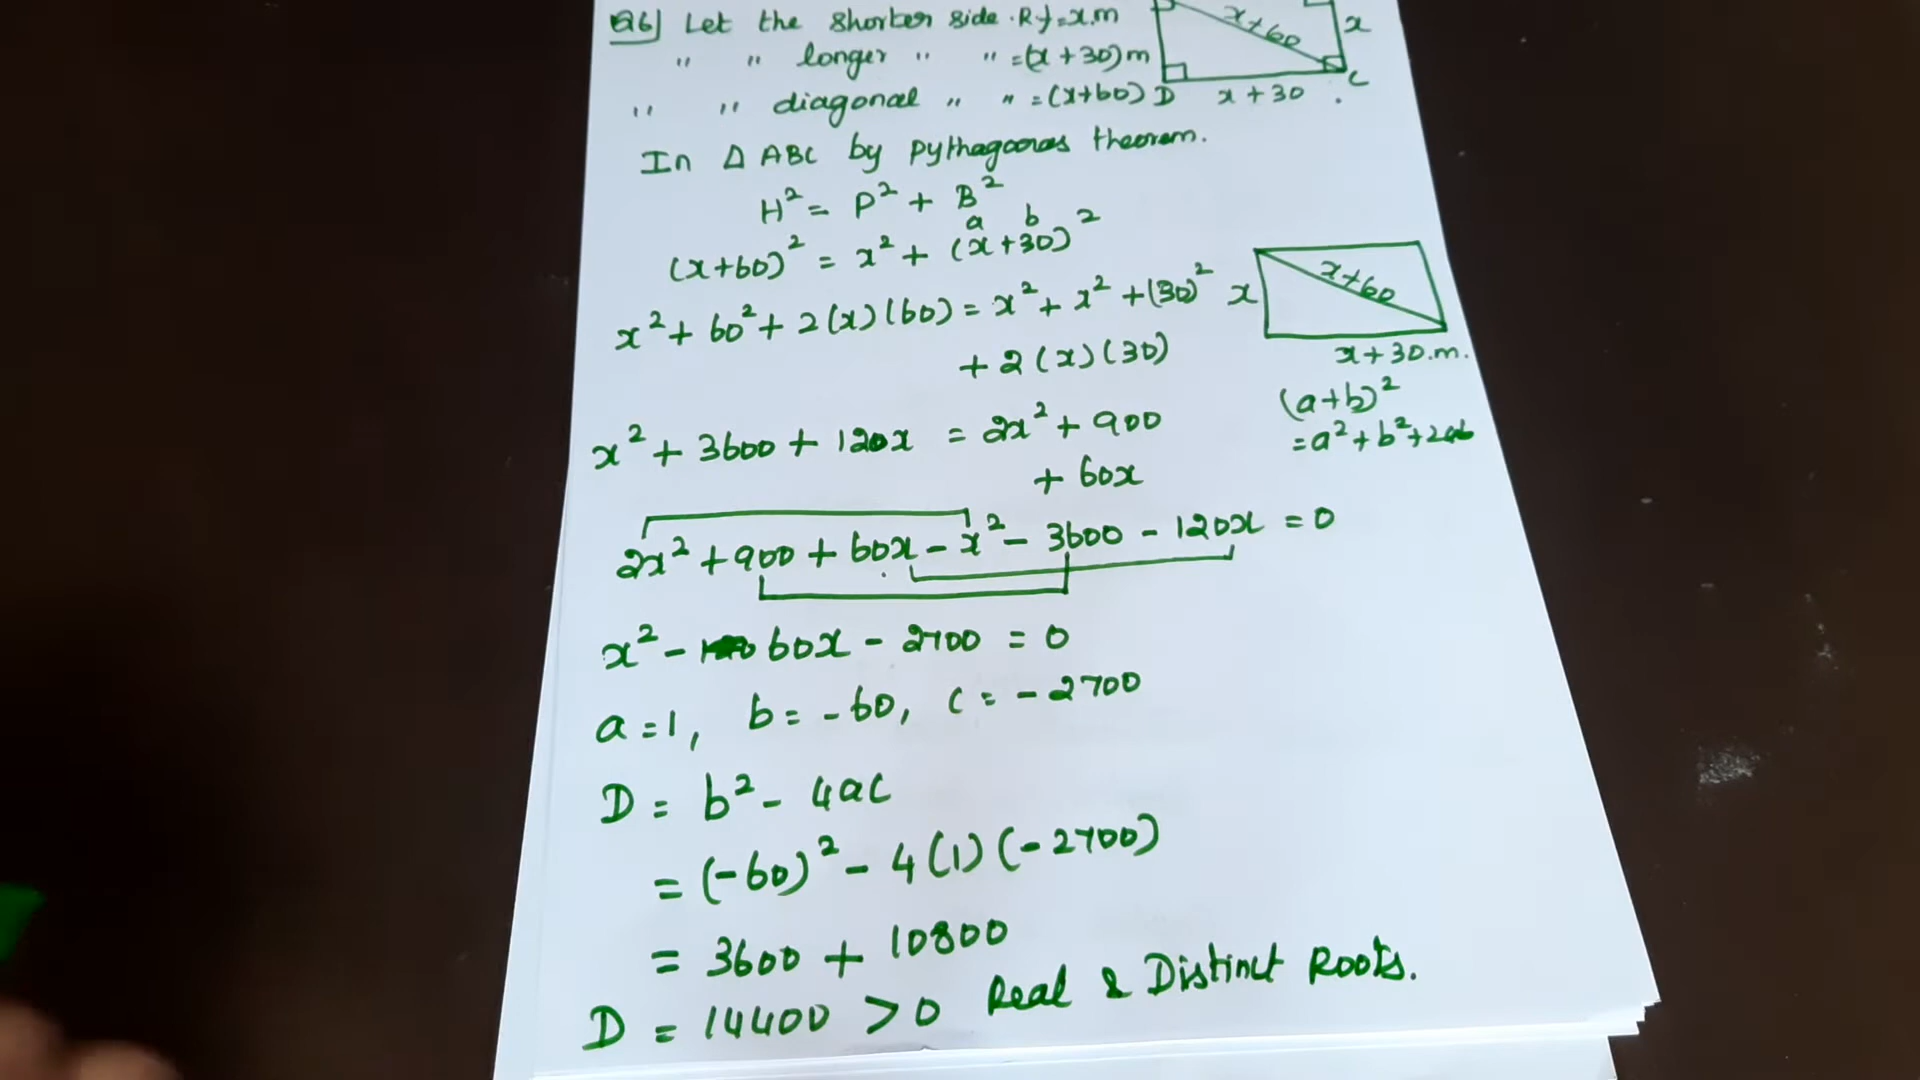 Q6) Let the shorter side . Rf = x.m
" " longer " " = (x + 30) m
" " diagonal " " = (x+60)
x+60
x
D x + 30 . C
In Δ ABC by pythagoras theorem.
H² = P² + B²
a b
(x+60)² = x² + (x+30)²
x² + 60² + 2(x)(60) = x² + x² + (30)²
+ 2(x)(30)
x
x+60
x+30.m.
(a+b)²
= a² + b² + 2ab
x² + 3600 + 120x = 2x² + 900
+ 60x
2x² + 900 + 60x - x² - 3600 - 120x = 0
x² - 60x - 2700 = 0
a = 1, b = -60, c = -2700
D = b² - 4ac
= (-60)² - 4(1)(-2700)
= 3600 + 10800
D = 14400 > 0 Real & Distinct Roots.